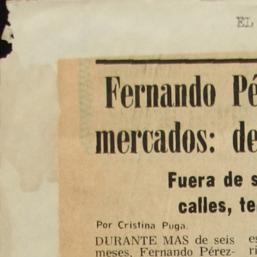 EL
Fernando Pé
mercados: de
Fuera de s
calles, te
Por Cristina Puga.
DURANTE MAS de seis es
meses, Fernando Pérez- ri